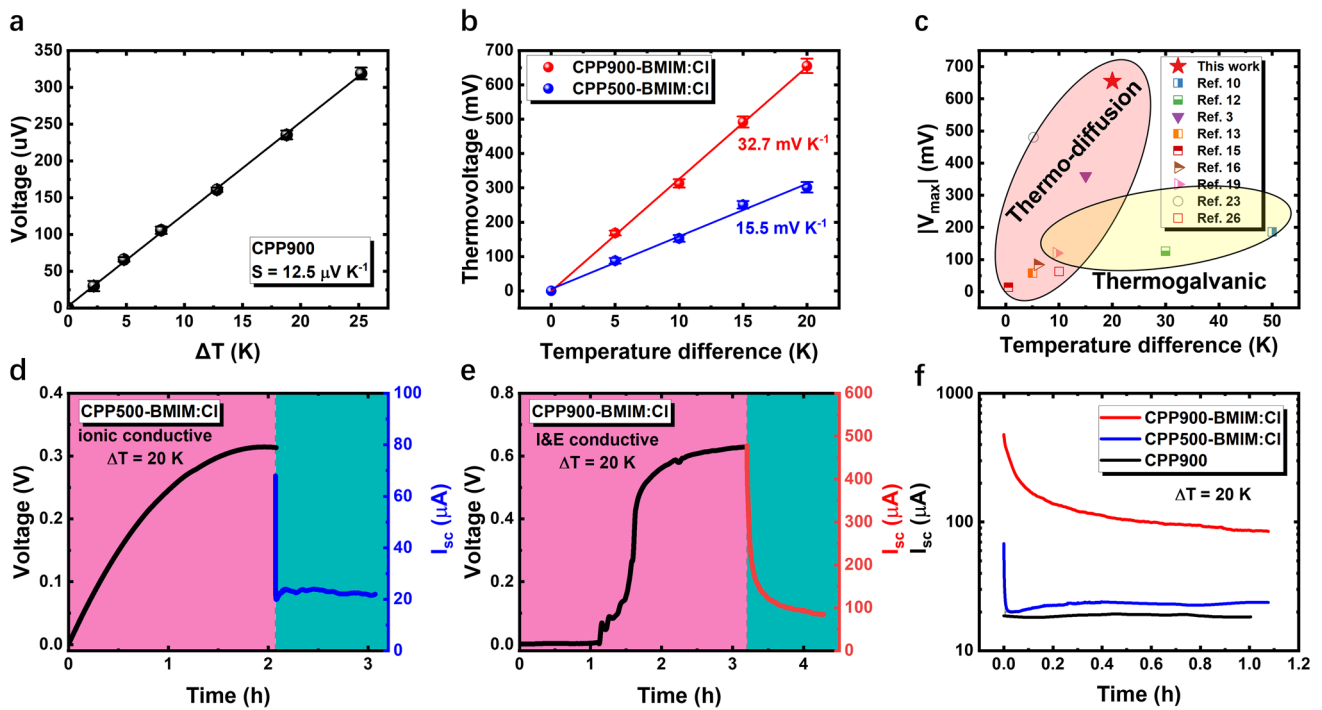 a
350
300
250
200
150
100
50
0
Voltage (uV)
CPP900
S = 12.5 μV K⁻¹
0 5 10 15 20 25
ΔT (K)
b
700
600
500
400
300
200
100
0
Thermovoltage (mV)
CPP900-BMIM:Cl
CPP500-BMIM:Cl
32.7 mV K⁻¹
15.5 mV K⁻¹
0 5 10 15 20
Temperature difference (K)
c
700
600
500
400
300
200
100
0
|Vmax| (mV)
Thermo-diffusion
This work
Ref. 10
Ref. 12
Ref. 3
Ref. 13
Ref. 15
Ref. 16
Ref. 19
Ref. 23
Ref. 26
Thermogalvanic
0 10 20 30 40 50
Temperature difference (K)
d
0.4
0.3
0.2
0.1
0.0
Voltage (V)
CPP500-BMIM:Cl
ionic conductive
ΔT = 20 K
100
80
60
40
20
0
Isc (μA)
0 1 2 3
Time (h)
e
0.8
0.6
0.4
0.2
0.0
Voltage (V)
CPP900-BMIM:Cl
I&E conductive
ΔT = 20 K
600
500
400
300
200
100
0
Isc (μA)
0 1 2 3 4
Time (h)
f
1000
100
10
Isc (μA)
CPP900-BMIM:Cl
CPP500-BMIM:Cl
CPP900
ΔT = 20 K
0.0 0.2 0.4 0.6 0.8 1.0 1.2
Time (h)